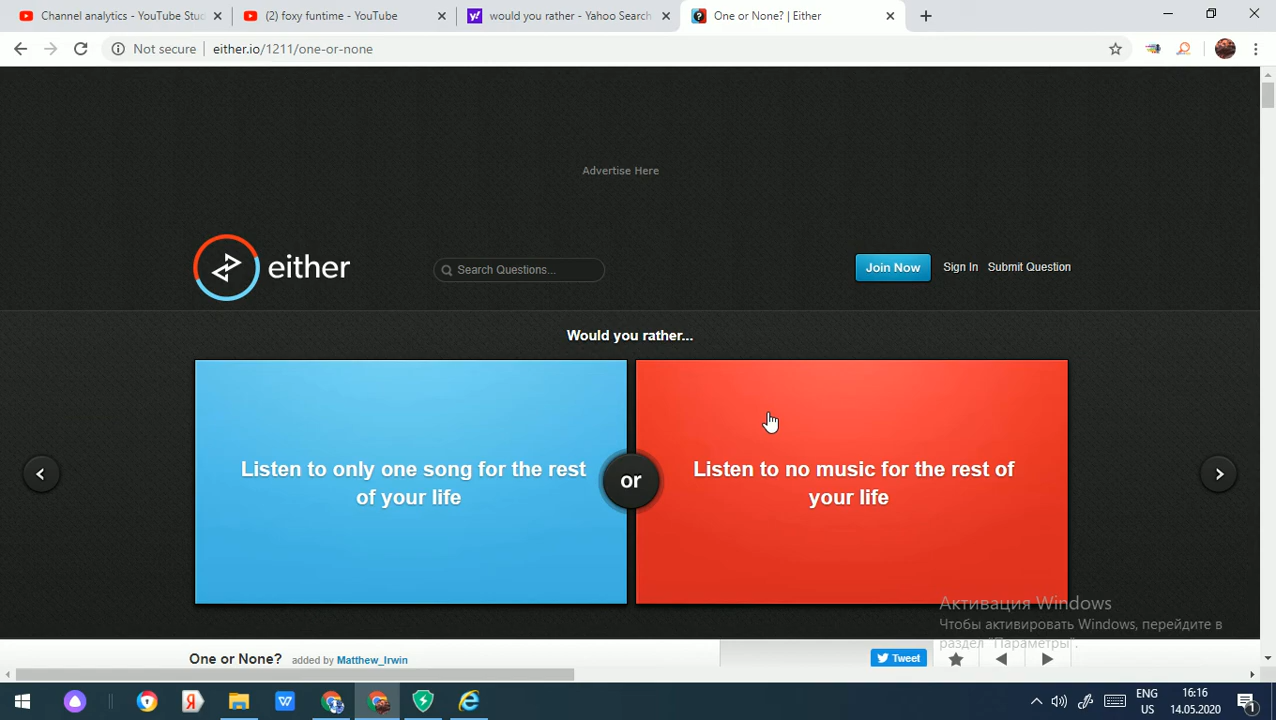 Channel analytics - YouTube Stu
(2) foxy funtime - YouTube
would you rather - Yahoo Search
One or None? | Either
Not secure
either.io/1211/one-or-none
Advertise Here
either
Search Questions...
Join Now
Sign In
Submit Question
Would you rather...
Listen to only one song for the rest
of your life
or
Listen to no music for the rest of
your life
Активация Windows
Чтобы активировать Windows, перейдите в
раздел "Параметры".
One or None?
added by Matthew_Irwin
Tweet
ENG
US
16:16
14.05.2020
1